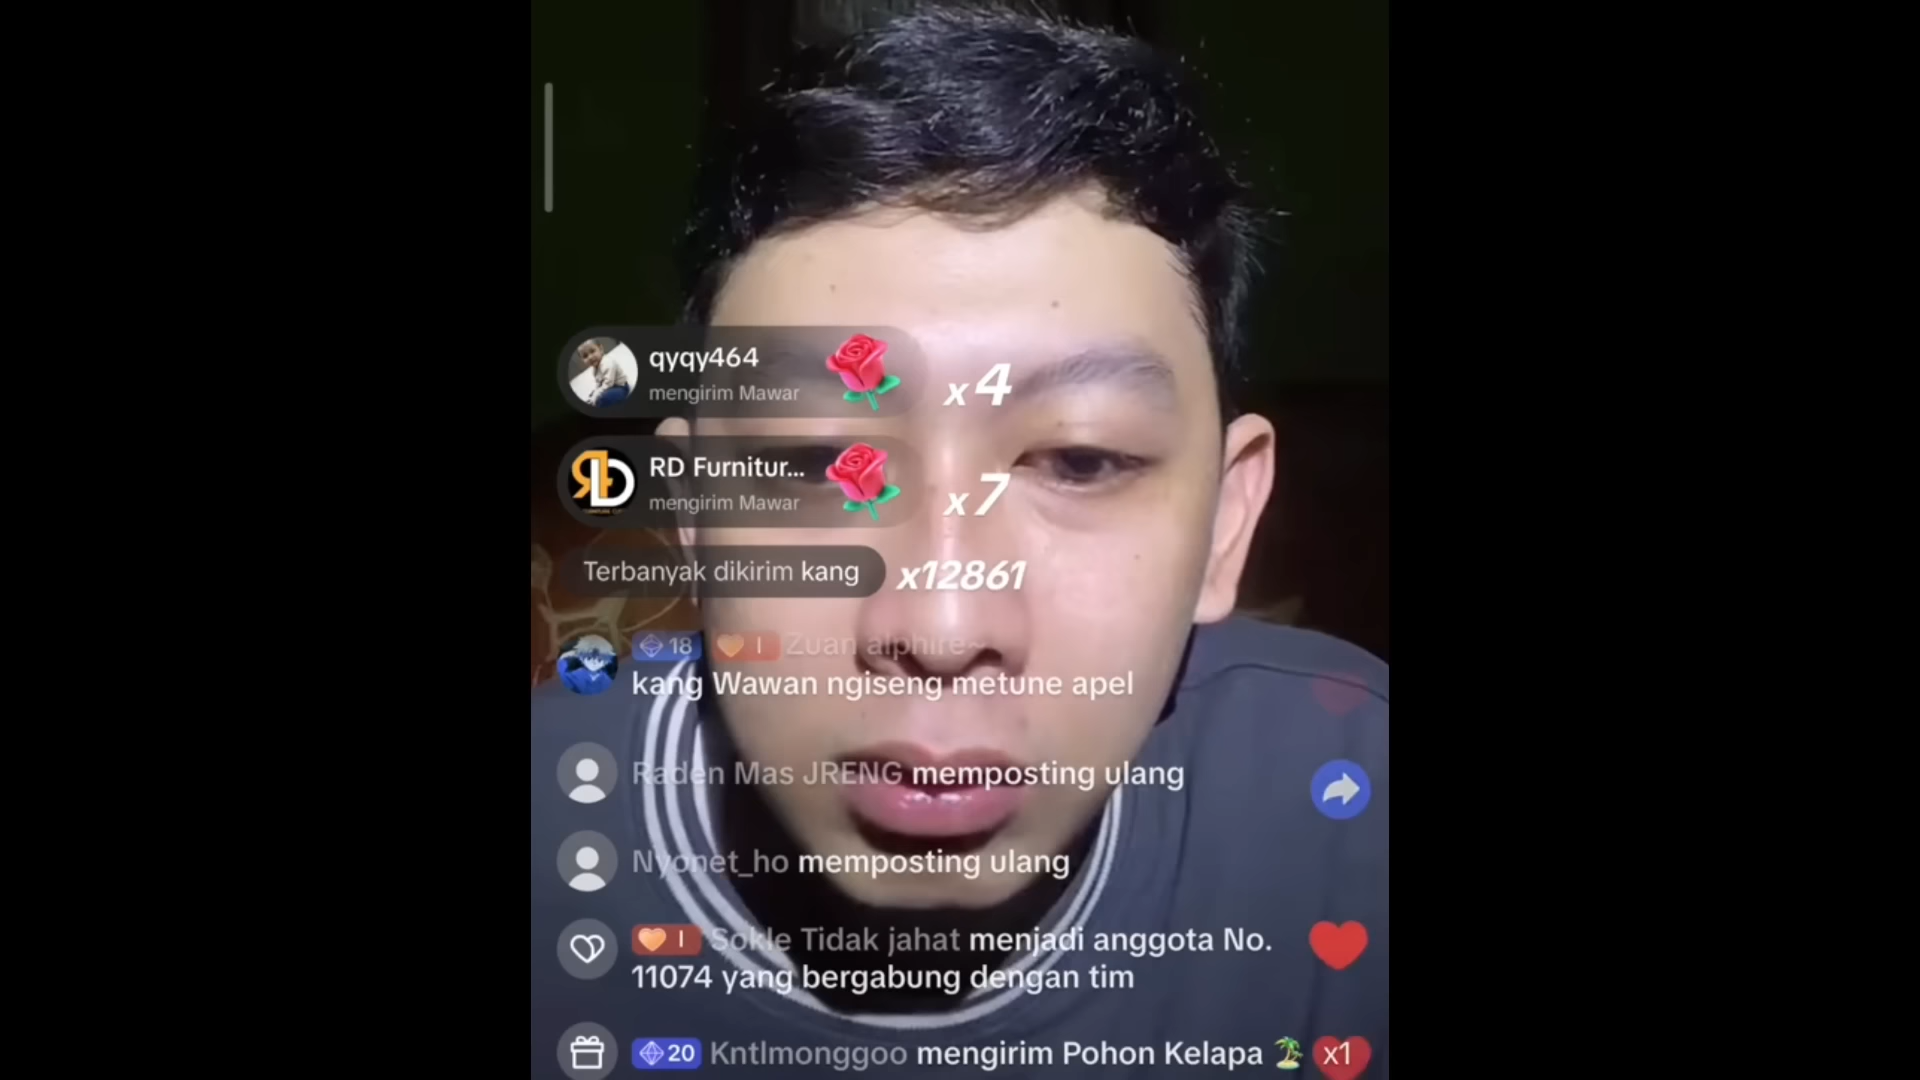 qyqy464
mengirim Mawar
x4
RD Furnitur...
mengirim Mawar
x7
Terbanyak dikirim kang x12861
18 I Zuan alphire~
kang Wawan ngiseng metune apel
Raden Mas JRENG memposting ulang
Nyonet_ho memposting ulang
I Sokle Tidak jahat menjadi anggota No.
11074 yang bergabung dengan tim
20 Kntlmonggoo mengirim Pohon Kelapa 🏝️ x1